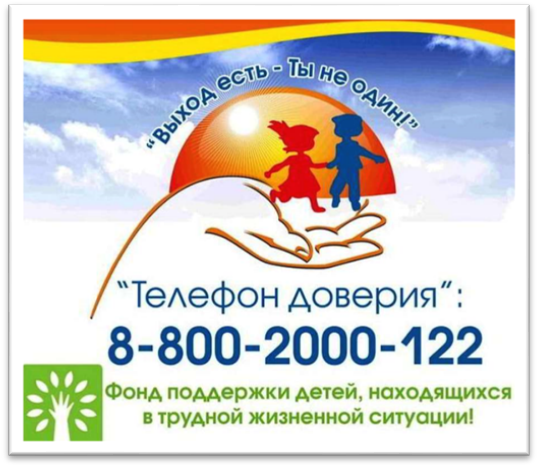 "Выход есть - Ты не один!"
"Телефон доверия":
8-800-2000-122
Фонд поддержки детей, находящихся
в трудной жизненной ситуации!